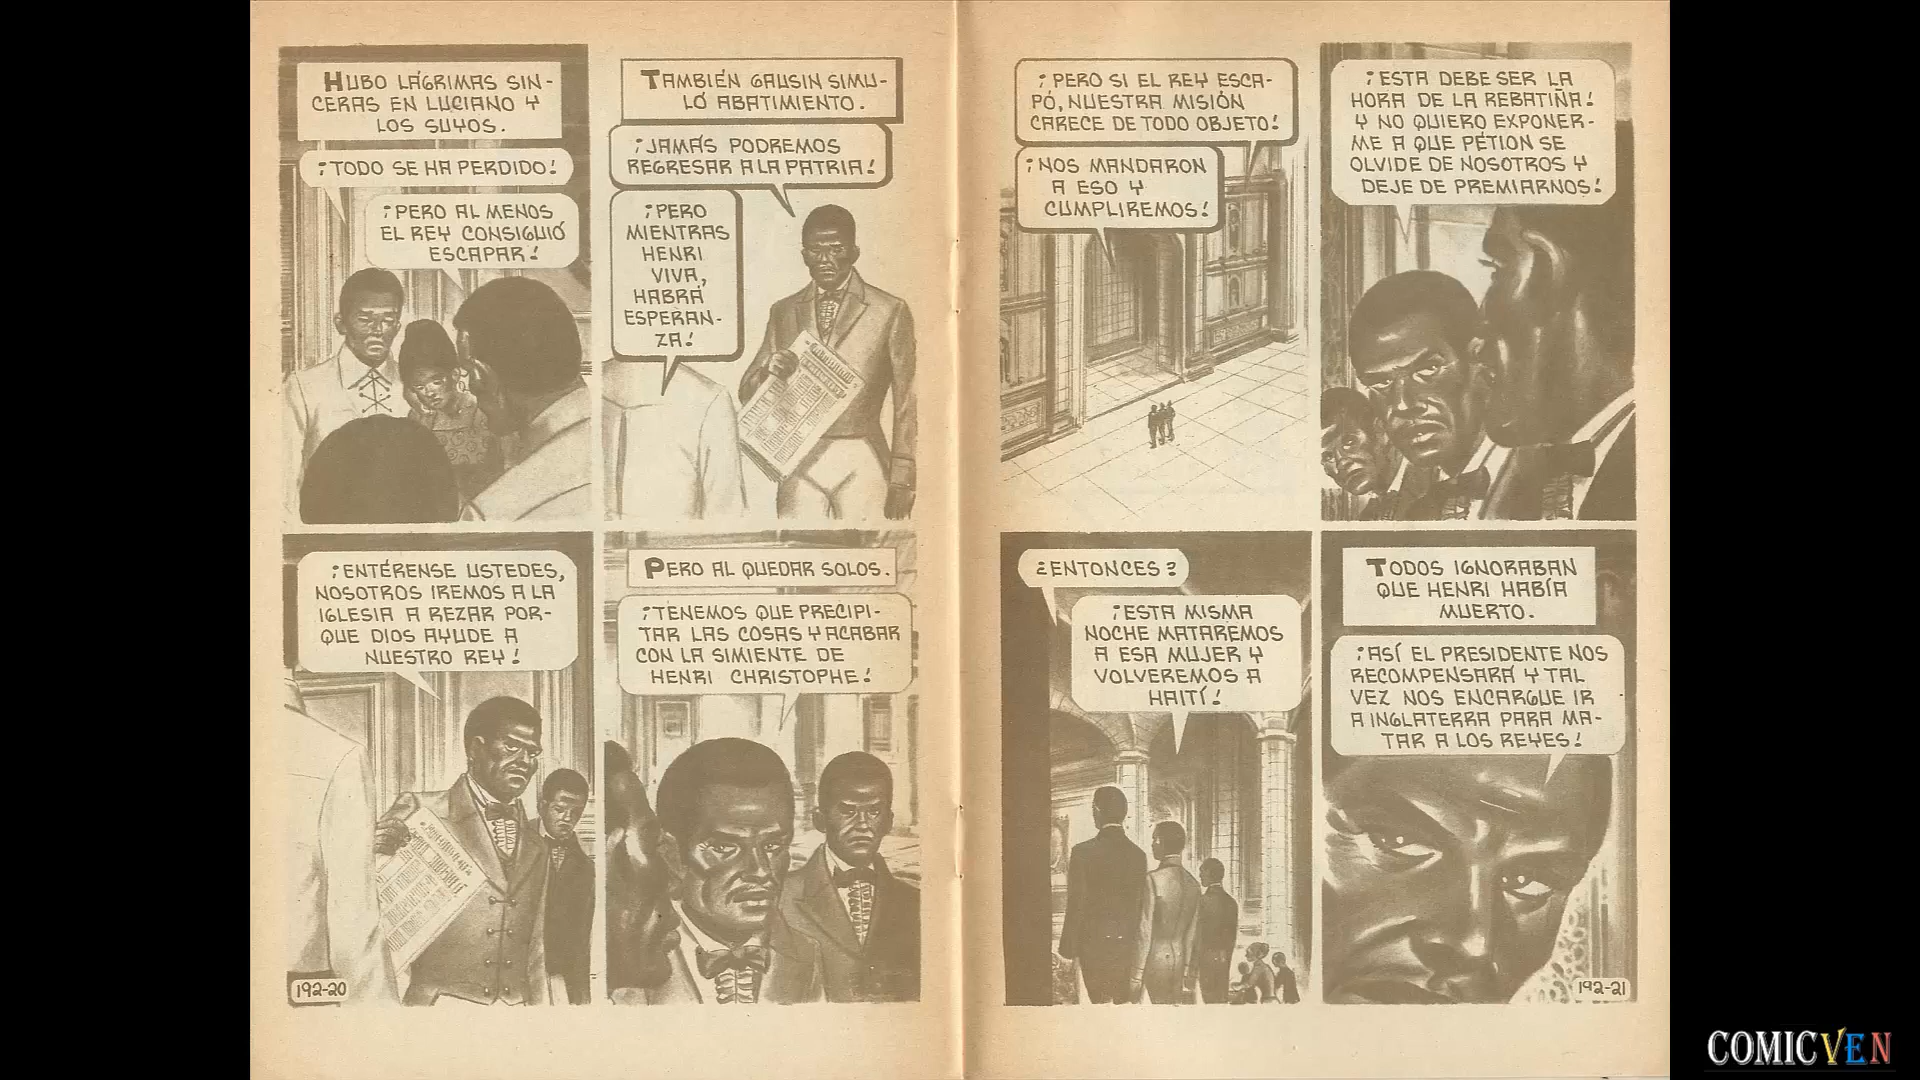 HUBO LÁGRIMAS SIN-
CERAS EN LUCIANO Y
LOS SUYOS.
¡TODO SE HA PERDIDO!
¡PERO AL MENOS
EL REY CONSIGUIÓ
ESCAPAR!
TAMBIÉN GAUSIN SIMU-
LÓ ABATIMIENTO.
¡JAMÁS PODREMOS
REGRESAR A LA PATRIA!
¡PERO
MIENTRAS
HENRI
VIVA,
HABRÁ
ESPERAN-
ZA!
¡ENTÉRENSE USTEDES,
NOSOTROS IREMOS A LA
IGLESIA A REZAR POR-
QUE DIOS AYUDE A
NUESTRO REY!
PERO AL QUEDAR SOLOS.
¡TENEMOS QUE PRECIPI-
TAR LAS COSAS Y ACABAR
CON LA SIMIENTE DE
HENRI CHRISTOPHE!
192-20
¡PERO SI EL REY ESCA-
PÓ, NUESTRA MISIÓN
CARECE DE TODO OBJETO!
¡NOS MANDARON
A ESO Y
CUMPLIREMOS!
¡ESTA DEBE SER LA
HORA DE LA REBATIÑA!
Y NO QUIERO EXPONER-
ME A QUE PÉTION SE
OLVIDE DE NOSOTROS Y
DEJE DE PREMIARNOS!
¿ENTONCES?
¡ESTA MISMA
NOCHE MATAREMOS
A ESA MUJER Y
VOLVEREMOS A
HAITÍ!
TODOS IGNORABAN
QUE HENRI HABÍA
MUERTO.
¡ASÍ EL PRESIDENTE NOS
RECOMPENSARÁ Y TAL
VEZ NOS ENCARGUE IR
A INGLATERRA PARA MA-
TAR A LOS REYES!
192-21
COMICVEN